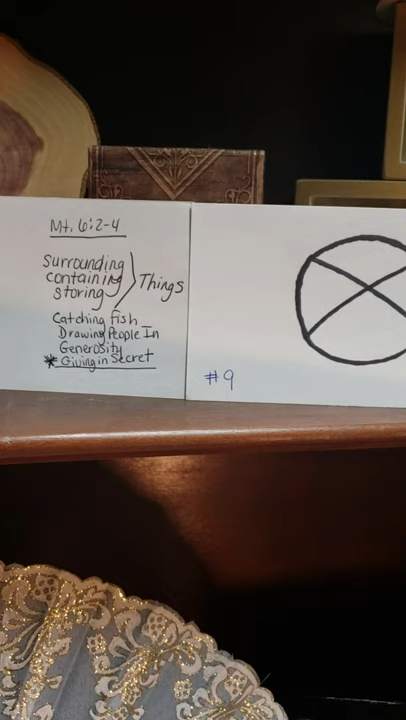 Mt. 6:2-4
Surrounding
containing
storing
Things
Catching Fish
Drawing People In
Generosity
* Giving in Secret
#9